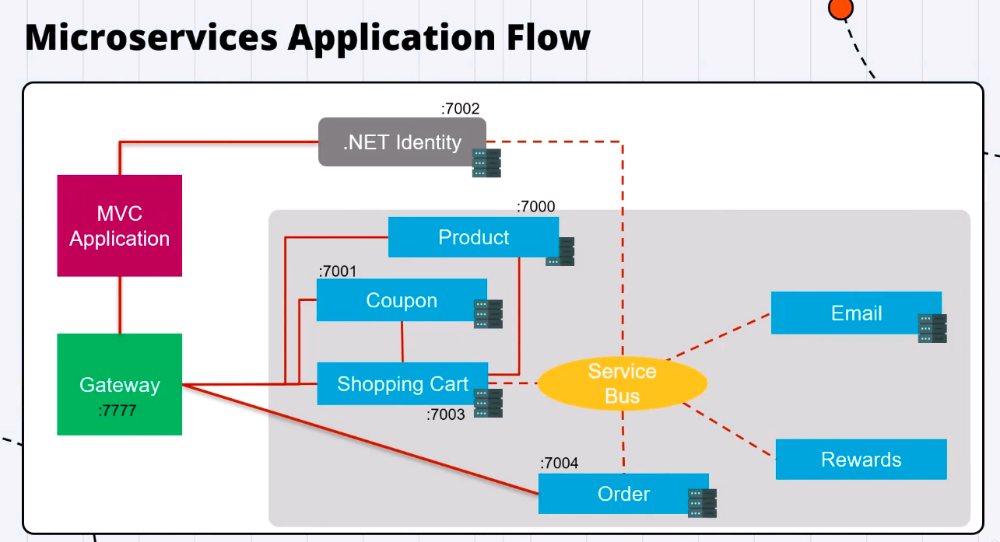 Microservices Application Flow
:7002
.NET Identity
MVC
Application
:7000
Product
:7001
Coupon
Email
Gateway
:7777
Shopping Cart
:7003
Service
Bus
:7004
Rewards
Order